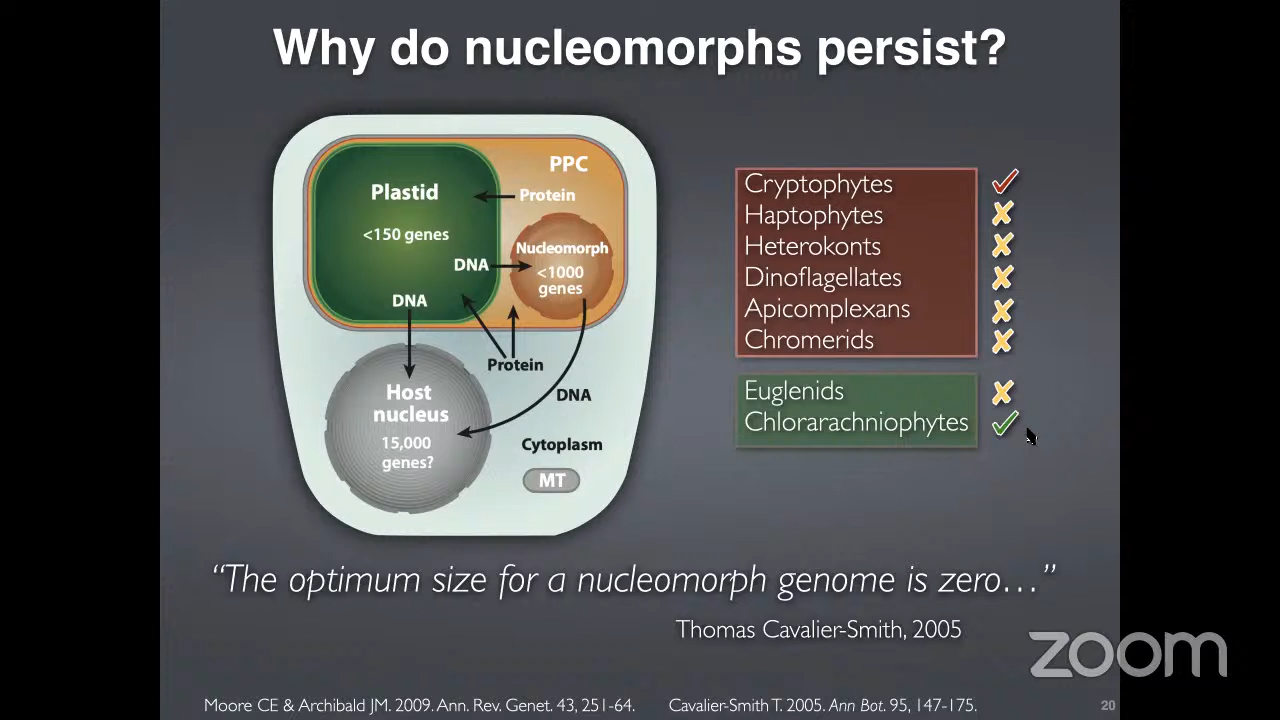 Why do nucleomorphs persist?
PPC
Plastid
Protein
<150 genes
Nucleomorph
DNA
<1000
genes
DNA
Protein
Host
nucleus
DNA
15,000
genes?
Cytoplasm
MT
Cryptophytes
Haptophytes
Heterokonts
Dinoflagellates
Apicomplexans
Chromerids
Euglenids
Chlorarachniophytes
“The optimum size for a nucleomorph genome is zero…”
Thomas Cavalier-Smith, 2005
zoom
Moore CE & Archibald JM. 2009. Ann. Rev. Genet. 43, 251-64. Cavalier-Smith T. 2005. Ann Bot. 95, 147-175. 20